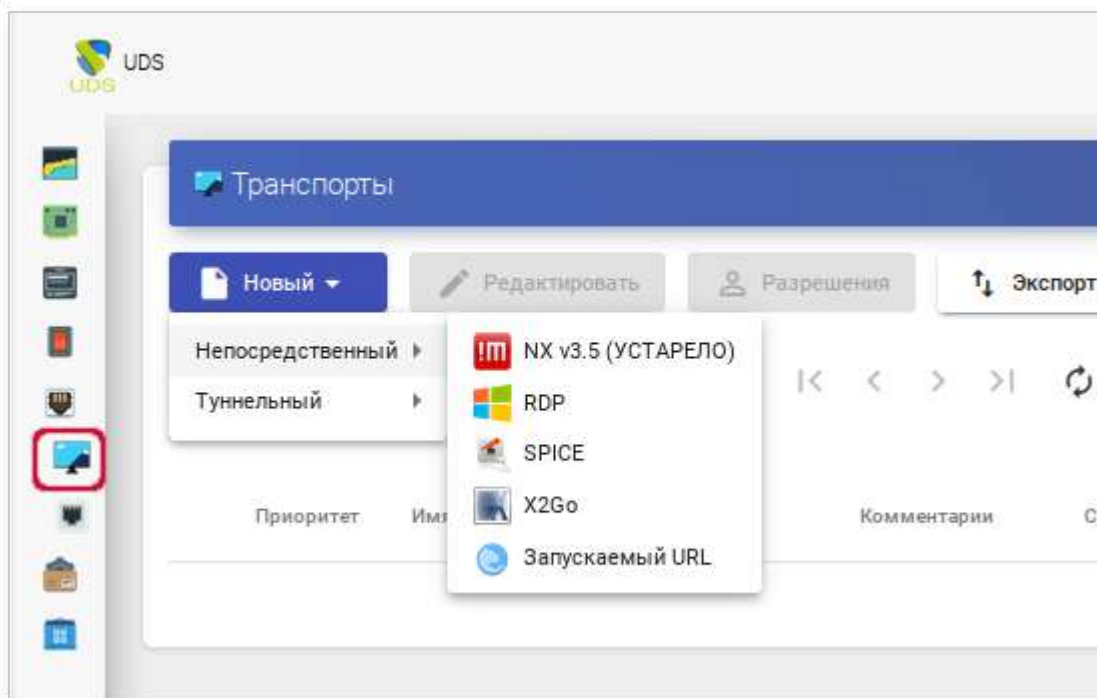 UDS
UDS
Транспорты
Новый
Редактировать
Разрешения
Экспорт
Непосредственный
Туннельный
NX v3.5 (УСТАРЕЛО)
RDP
SPICE
X2Go
Запускаемый URL
Приоритет
Имя
Комментарии
С